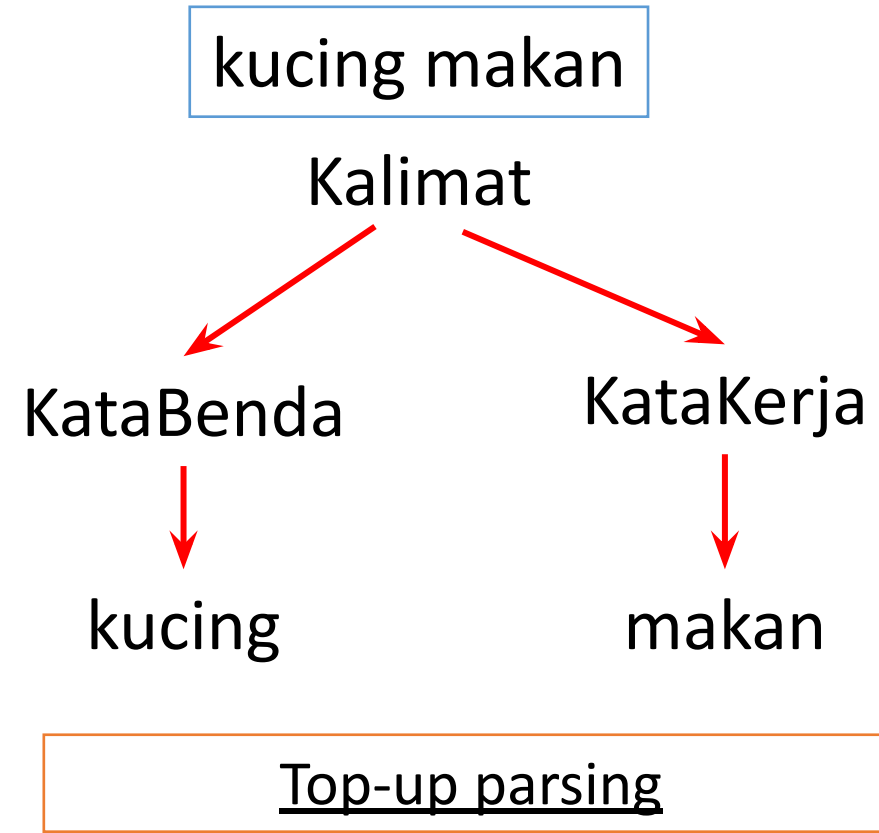 kucing makan
Kalimat
KataBenda KataKerja
kucing makan
Top-up parsing